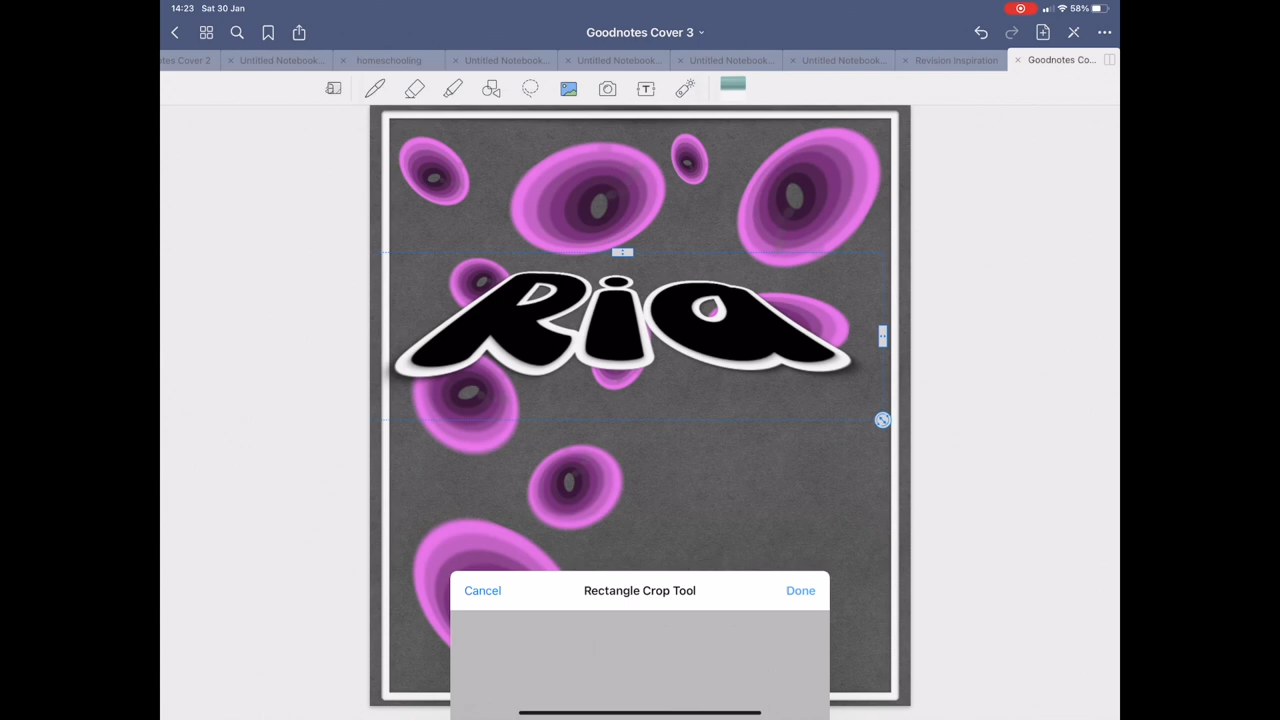 14:23 Sat 30 Jan
58%
Goodnotes Cover 3
tes Cover 2
Untitled Notebook...
homeschooling
Untitled Notebook...
Untitled Notebook...
Untitled Notebook...
Untitled Notebook...
Revision Inspiration
Goodnotes Co...
T
Ria
Cancel
Rectangle Crop Tool
Done